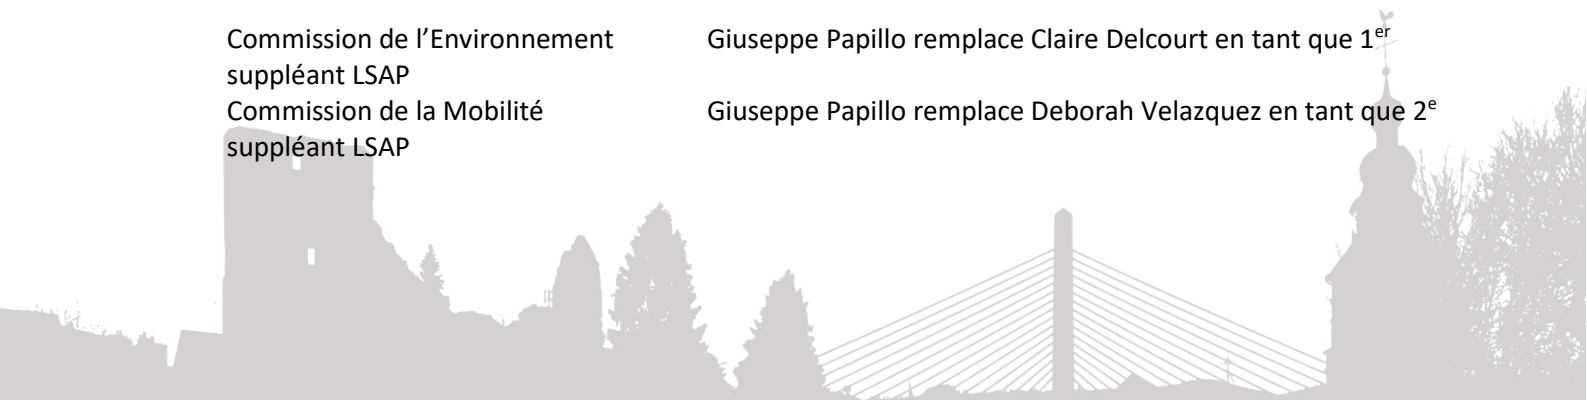 Commission de l’Environnement Giuseppe Papillo remplace Claire Delcourt en tant que 1er
suppléant LSAP
Commission de la Mobilité Giuseppe Papillo remplace Deborah Velazquez en tant que 2e
suppléant LSAP